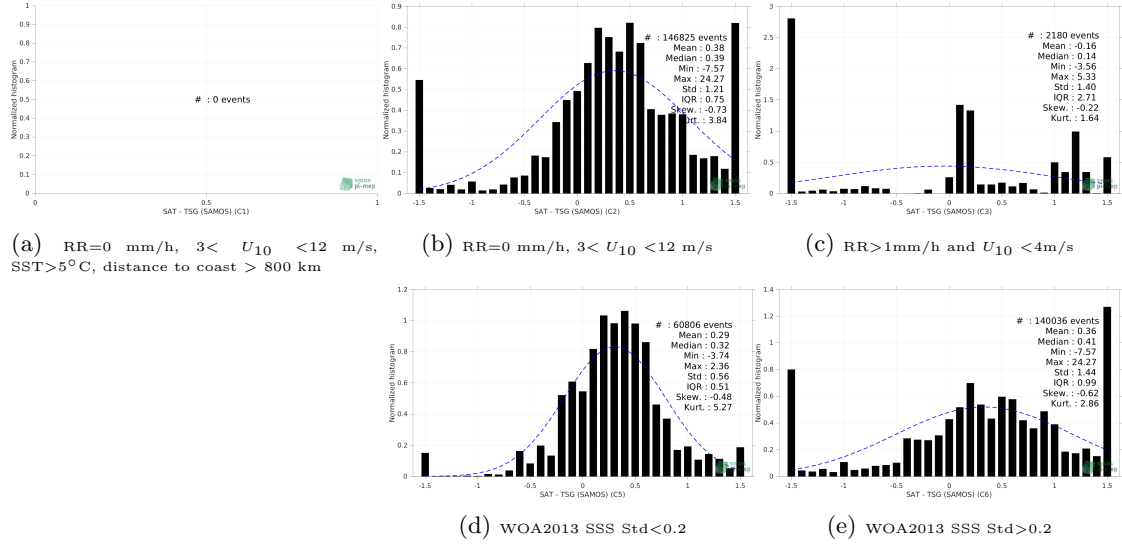 1
0.9
0.8
0.7
0.6
0.5
0.4
0.3
0.2
0.1
0
Normalized histogram
# : 0 events
smos
pi-mep
0 0.5 1
SAT - TSG (SAMOS) (C1)
(a) RR=0 mm/h, 3< U10 <12 m/s,
SST>5°C, distance to coast > 800 km
0.9
0.8
0.7
0.6
0.5
0.4
0.3
0.2
0.1
0
Normalized histogram
# : 146825 events
Mean : 0.38
Median : 0.39
Min : -7.57
Max : 24.27
Std : 1.21
IQR : 0.75
Skew. : -0.73
Kurt. : 3.84
smos
pi-mep
-1.5 -1 -0.5 0 0.5 1 1.5
SAT - TSG (SAMOS) (C2)
(b) RR=0 mm/h, 3< U10 <12 m/s
3
2.5
2
1.5
1
0.5
0
Normalized histogram
# : 2180 events
Mean : -0.16
Median : 0.14
Min : -3.56
Max : 5.33
Std : 1.40
IQR : 2.71
Skew. : -0.22
Kurt. : 1.64
smos
pi-mep
-1.5 -1 -0.5 0 0.5 1 1.5
SAT - TSG (SAMOS) (C3)
(c) RR>1mm/h and U10 <4m/s
1.2
1
0.8
0.6
0.4
0.2
0
Normalized histogram
# : 60806 events
Mean : 0.29
Median : 0.32
Min : -3.74
Max : 2.36
Std : 0.56
IQR : 0.51
Skew. : -0.48
Kurt. : 5.27
smos
pi-mep
-1.5 -1 -0.5 0 0.5 1 1.5
SAT - TSG (SAMOS) (C5)
(d) WOA2013 SSS Std<0.2
1.4
1.2
1
0.8
0.6
0.4
0.2
0
Normalized histogram
# : 140036 events
Mean : 0.36
Median : 0.41
Min : -7.57
Max : 24.27
Std : 1.44
IQR : 0.99
Skew. : -0.62
Kurt. : 2.86
smos
pi-mep
-1.5 -1 -0.5 0 0.5 1 1.5
SAT - TSG (SAMOS) (C6)
(e) WOA2013 SSS Std>0.2